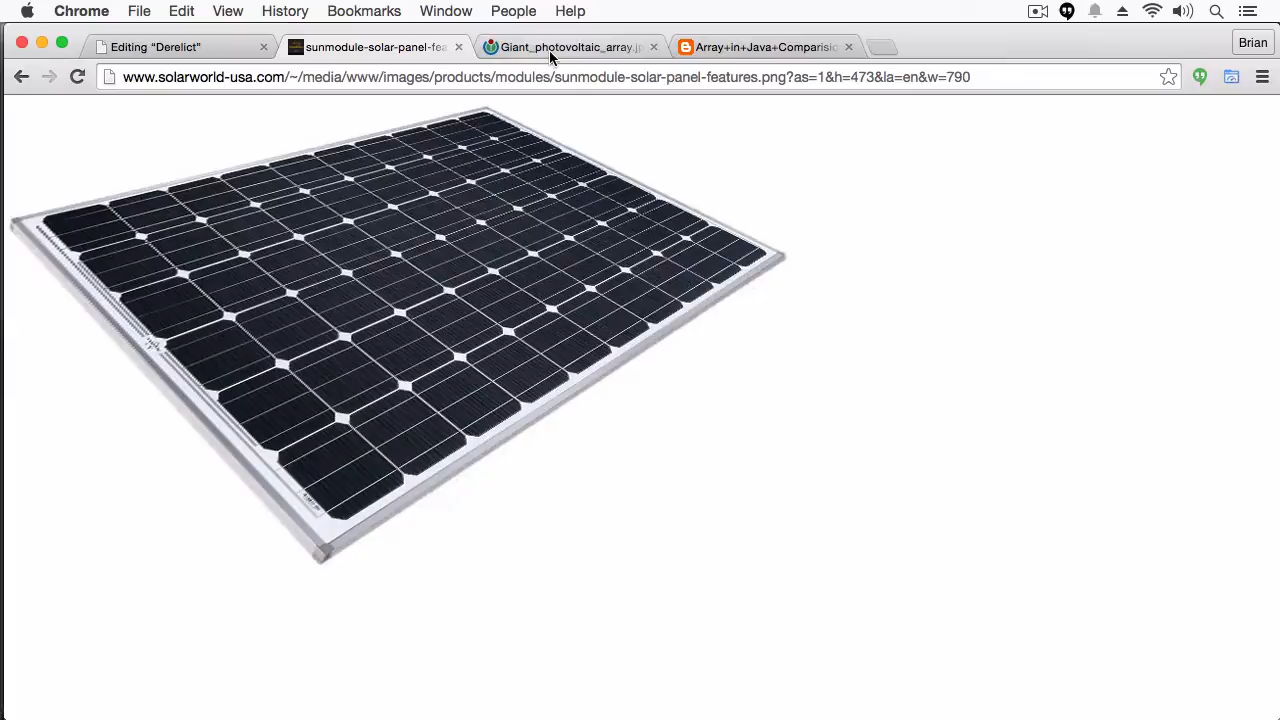 Chrome File Edit View History Bookmarks Window People Help
Editing “Derelict”
sunmodule-solar-panel-fea
Giant_photovoltaic_array.j
Array+in+Java+Comparisio
Brian
www.solarworld-usa.com/~/media/www/images/products/modules/sunmodule-solar-panel-features.png?as=1&h=473&la=en&w=790